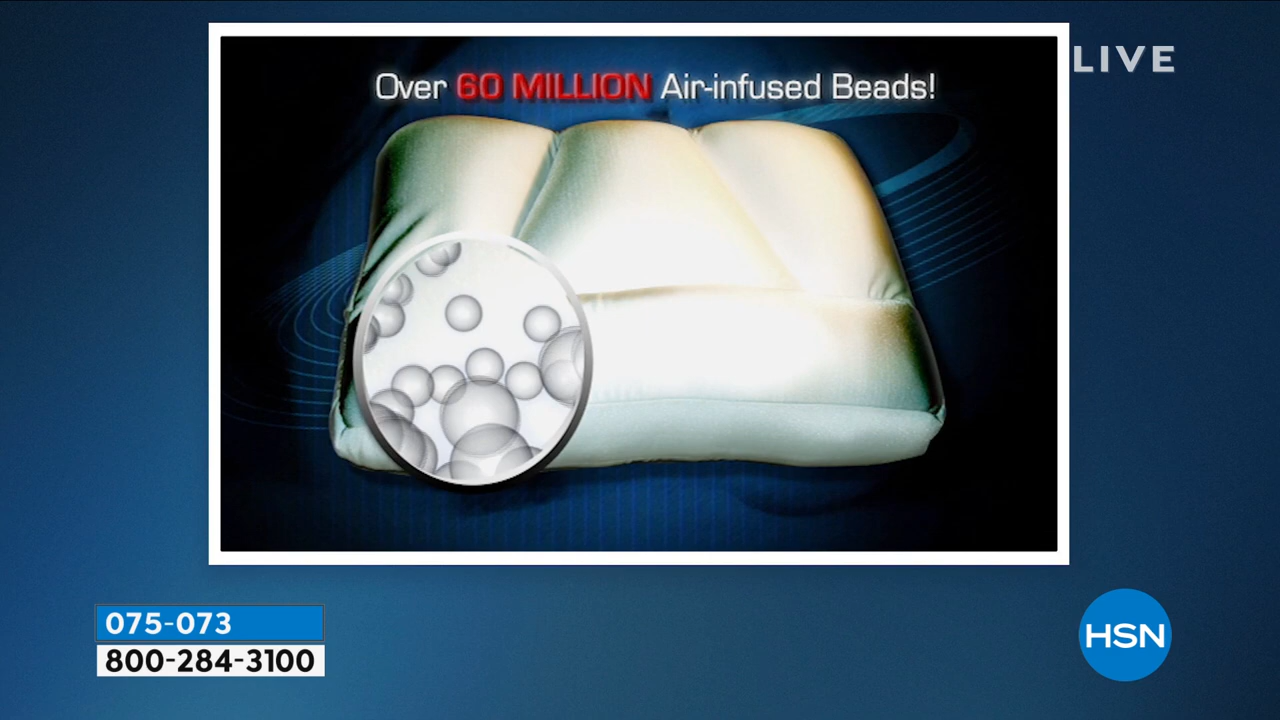 Over 60 MILLION Air-infused Beads!
LIVE
075-073
800-284-3100
HSN